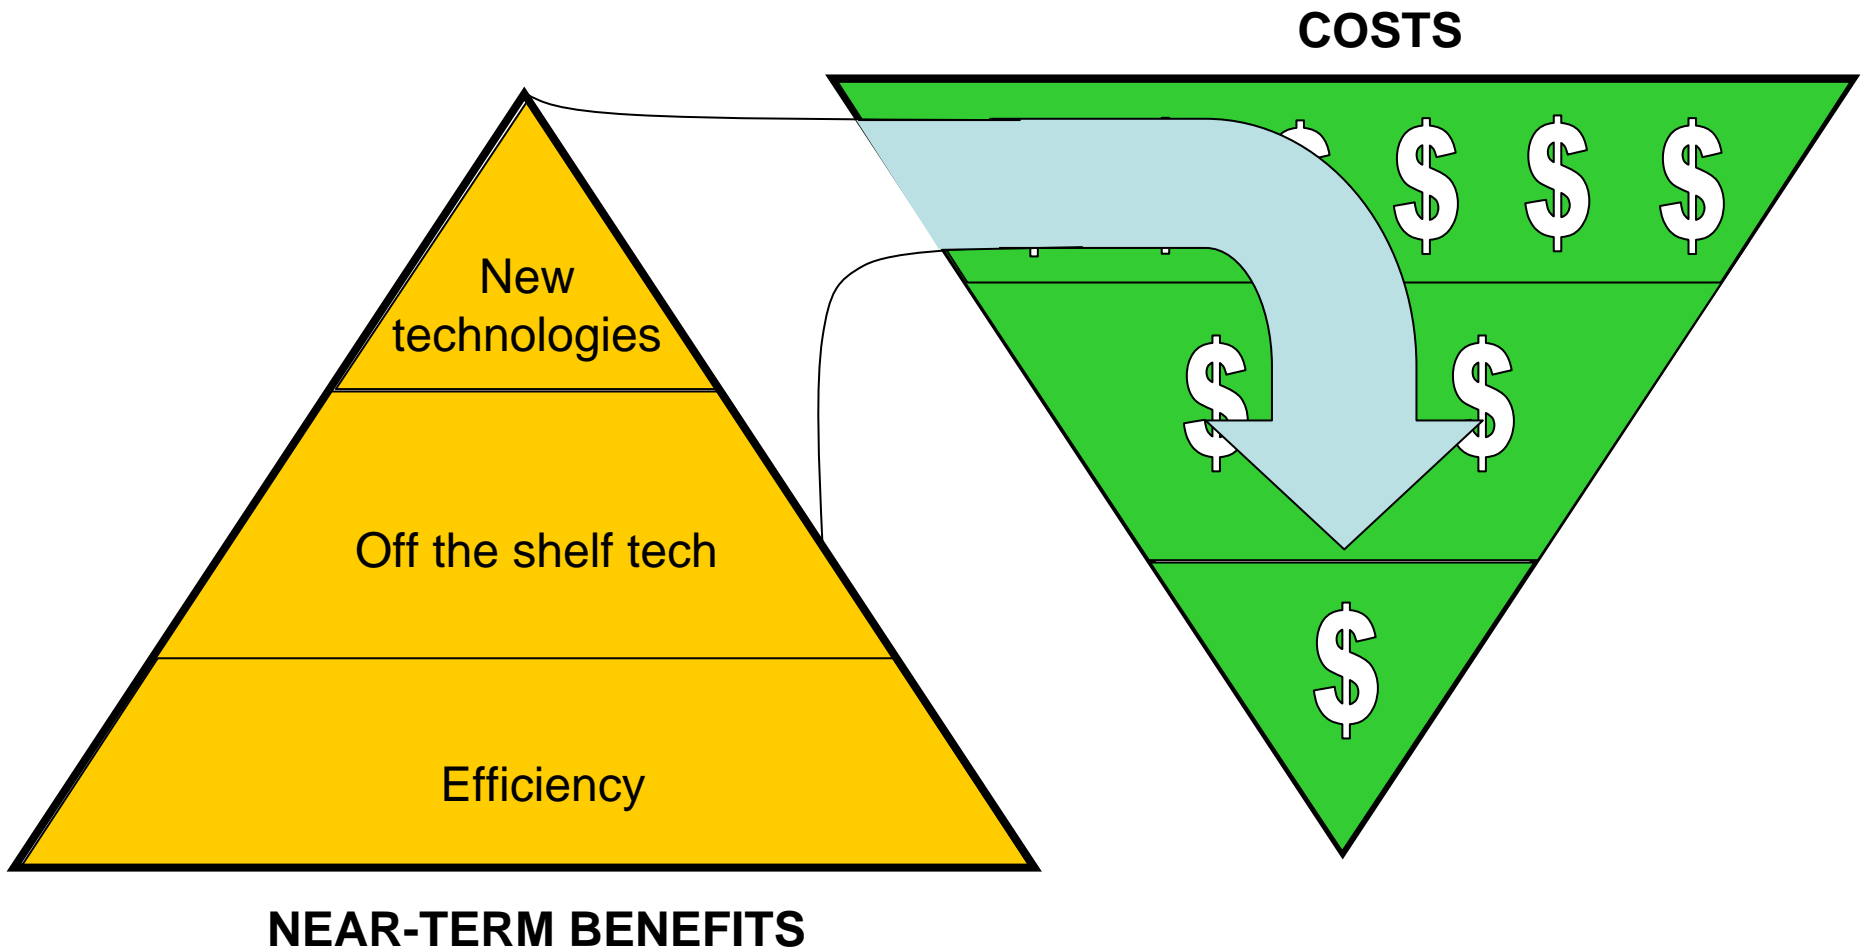 COSTS
New
technologies
$ $ $ $
$ $
Off the shelf tech
$
Efficiency
NEAR-TERM BENEFITS